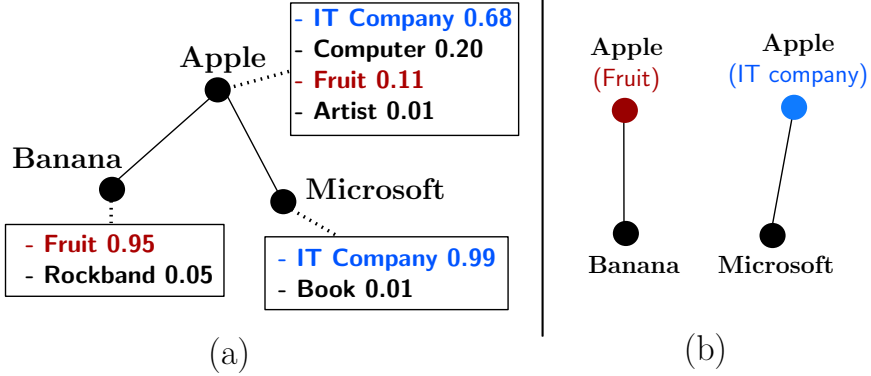 Apple
- IT Company 0.68
- Computer 0.20
- Fruit 0.11
- Artist 0.01
Banana
- Fruit 0.95
- Rockband 0.05
Microsoft
- IT Company 0.99
- Book 0.01
(a)
Apple
(Fruit)
Banana
Apple
(IT company)
Microsoft
(b)